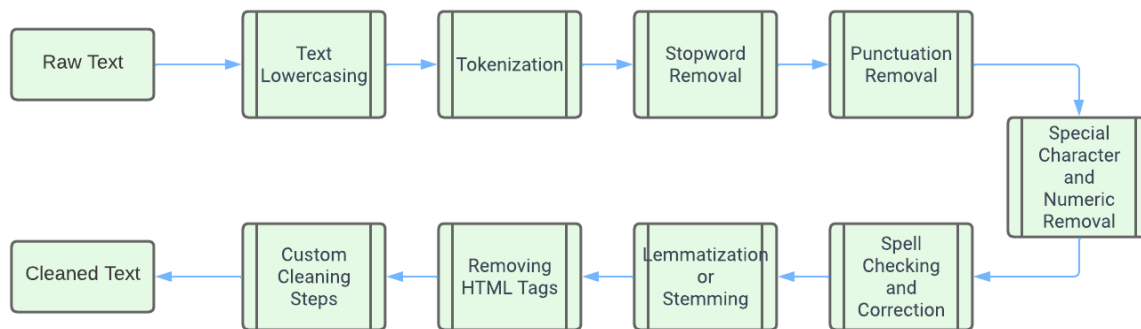 Raw Text
Text
Lowercasing
Tokenization
Stopword
Removal
Punctuation
Removal
Special
Character
and
Numeric
Removal
Spell
Checking
and
Correction
Lemmatization
or
Stemming
Removing
HTML Tags
Custom
Cleaning
Steps
Cleaned Text